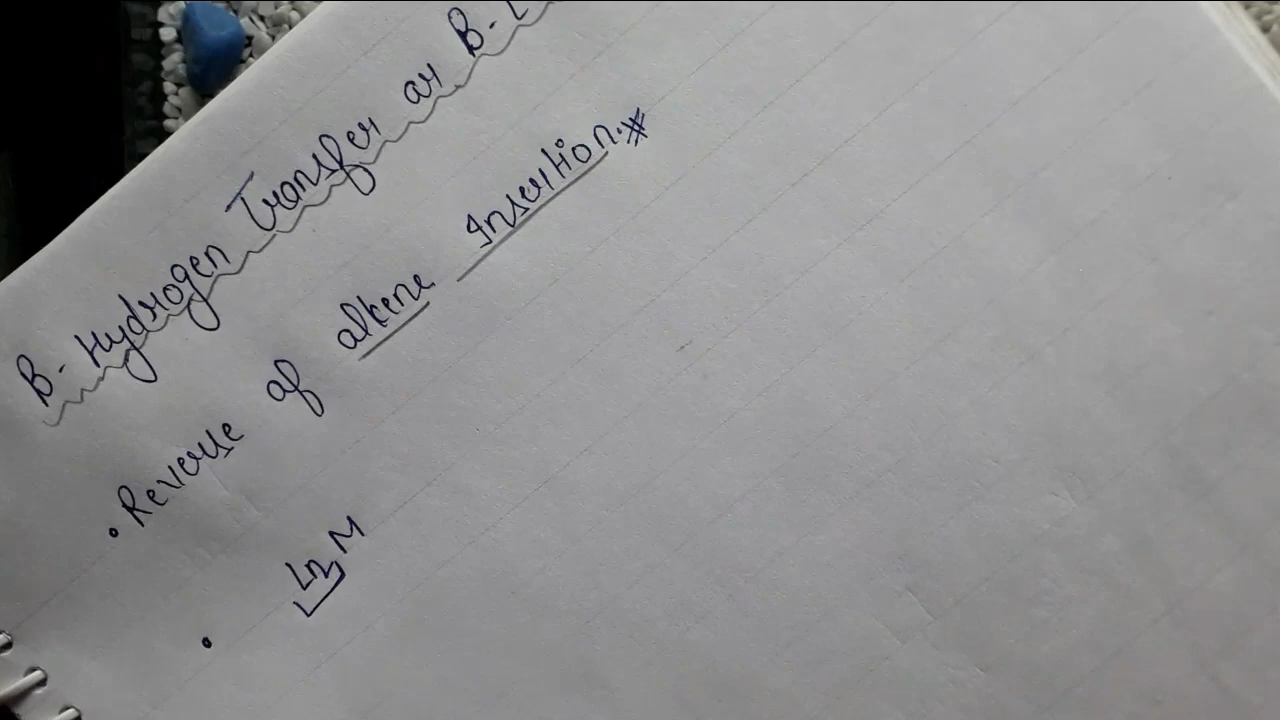 B- Hydrogen Transfer or B-
• Reverse of alkene Insertion.*
• LnM